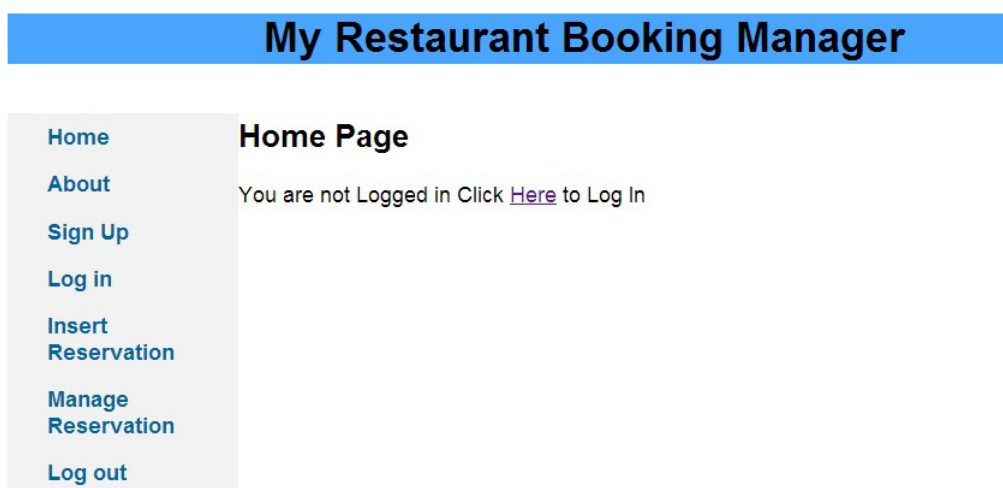 My Restaurant Booking Manager
Home
About
Sign Up
Log in
Insert
Reservation
Manage
Reservation
Log out
Home Page
You are not Logged in Click Here to Log In